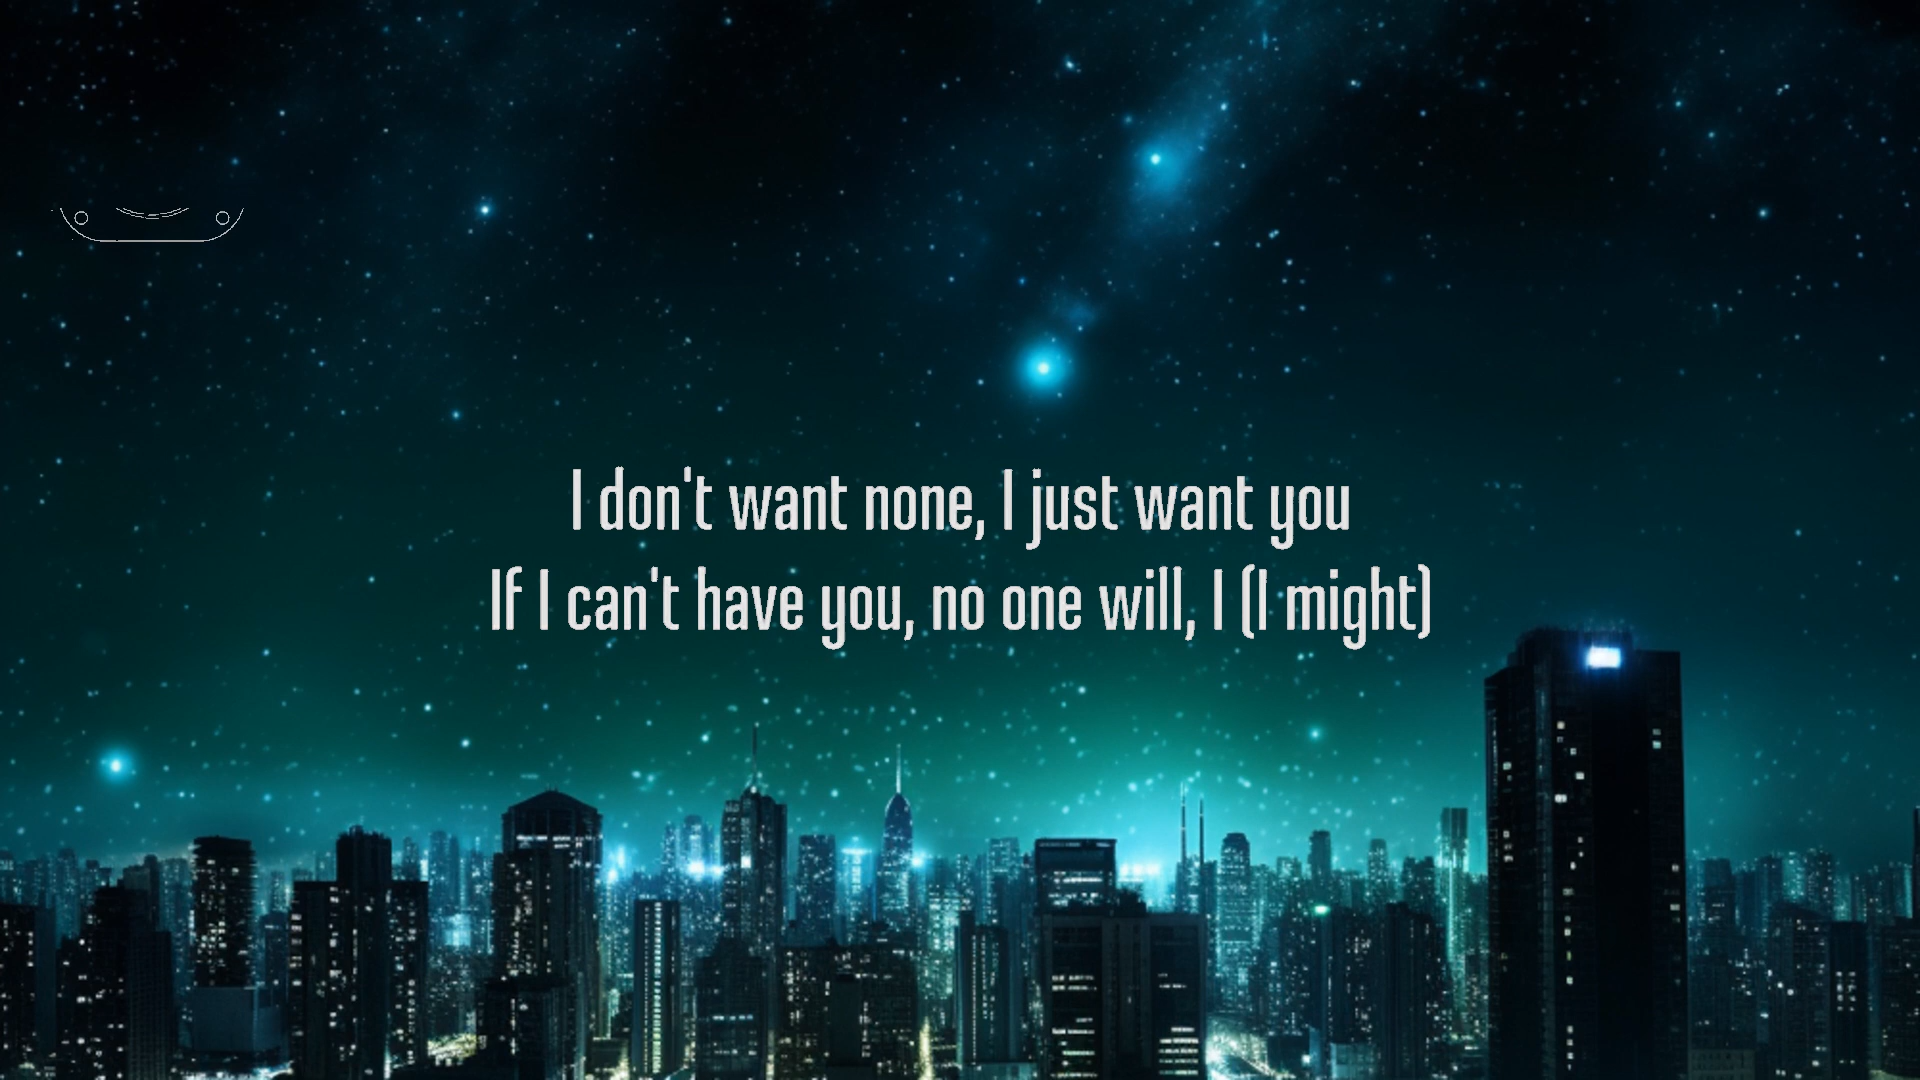 I don't want none, I just want you
If I can't have you, no one will, I (I might)